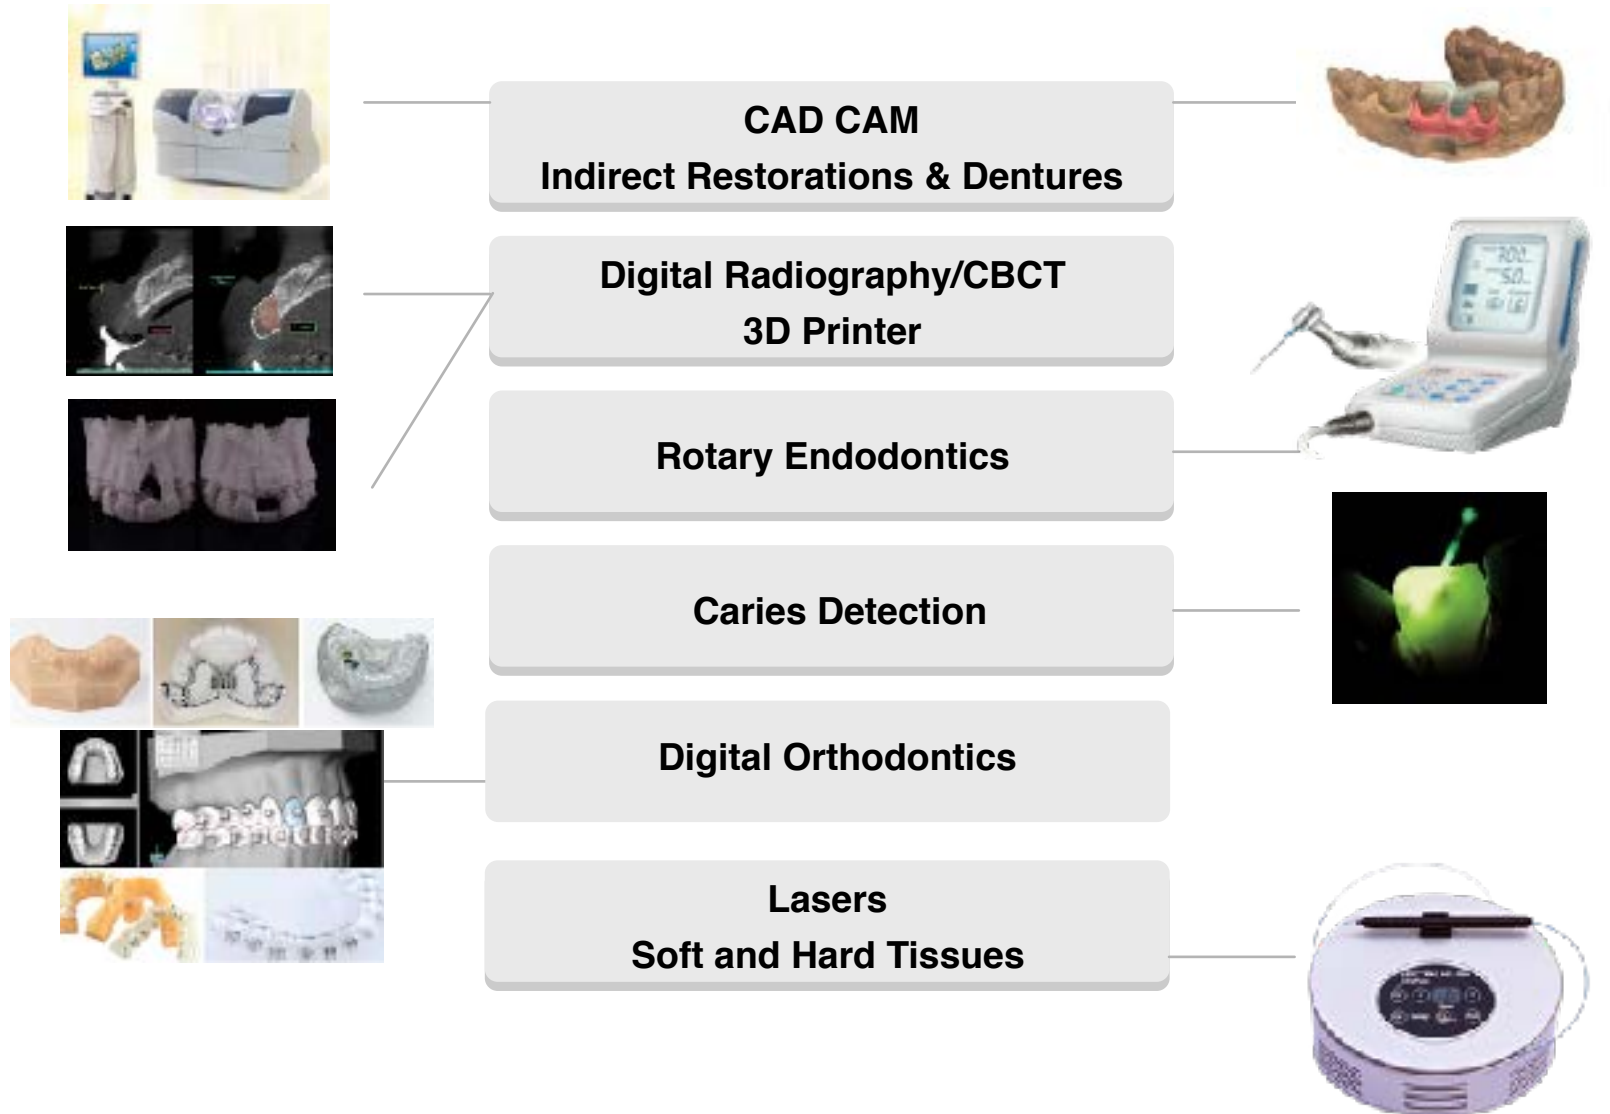 CAD CAM
Indirect Restorations & Dentures
Digital Radiography/CBCT
3D Printer
Rotary Endodontics
Caries Detection
Digital Orthodontics
Lasers
Soft and Hard Tissues